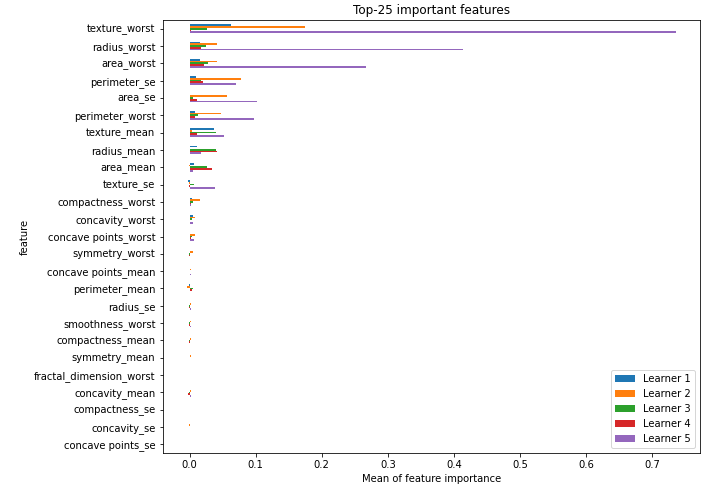 Top-25 important features
texture_worst
radius_worst
area_worst
perimeter_se
area_se
perimeter_worst
texture_mean
radius_mean
area_mean
texture_se
compactness_worst
concavity_worst
concave points_worst
symmetry_worst
concave points_mean
perimeter_mean
radius_se
smoothness_worst
compactness_mean
symmetry_mean
fractal_dimension_worst
concavity_mean
compactness_se
concavity_se
concave points_se
feature
Learner 1
Learner 2
Learner 3
Learner 4
Learner 5
0.0 0.1 0.2 0.3 0.4 0.5 0.6 0.7
Mean of feature importance